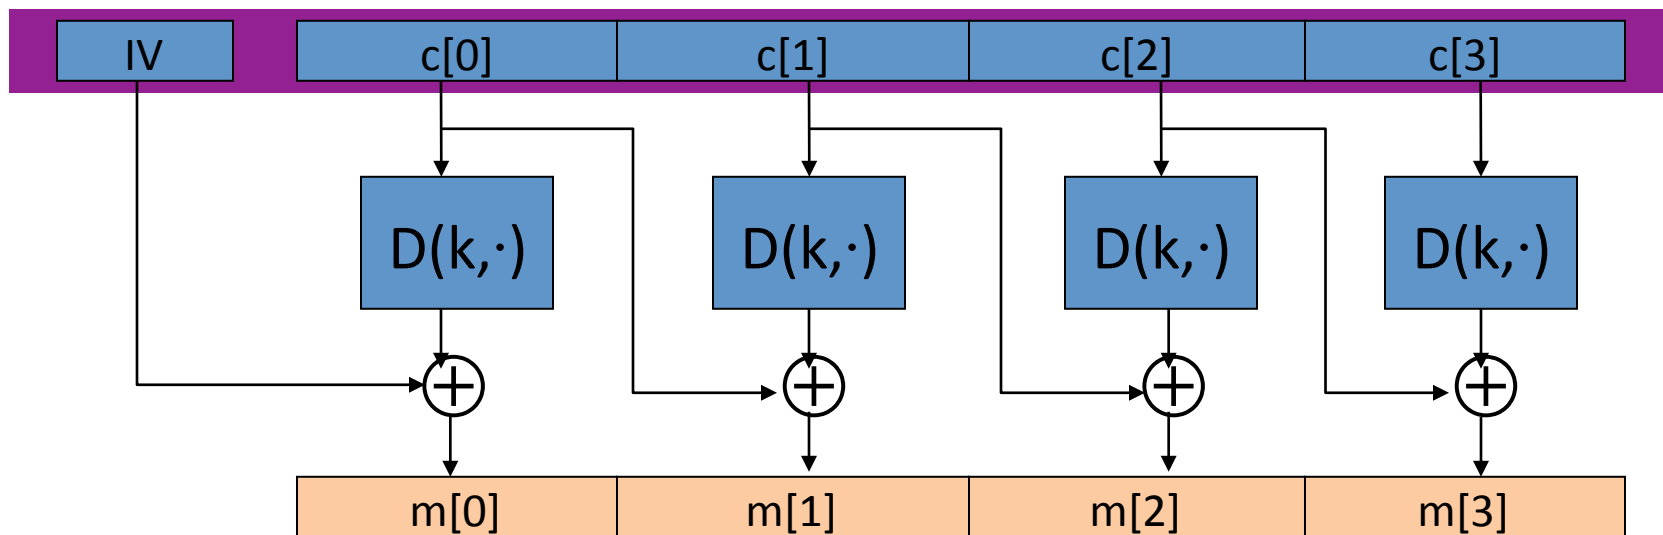 IV c[0] c[1] c[2] c[3]
D(k,·) D(k,·) D(k,·) D(k,·)
m[0] m[1] m[2] m[3]